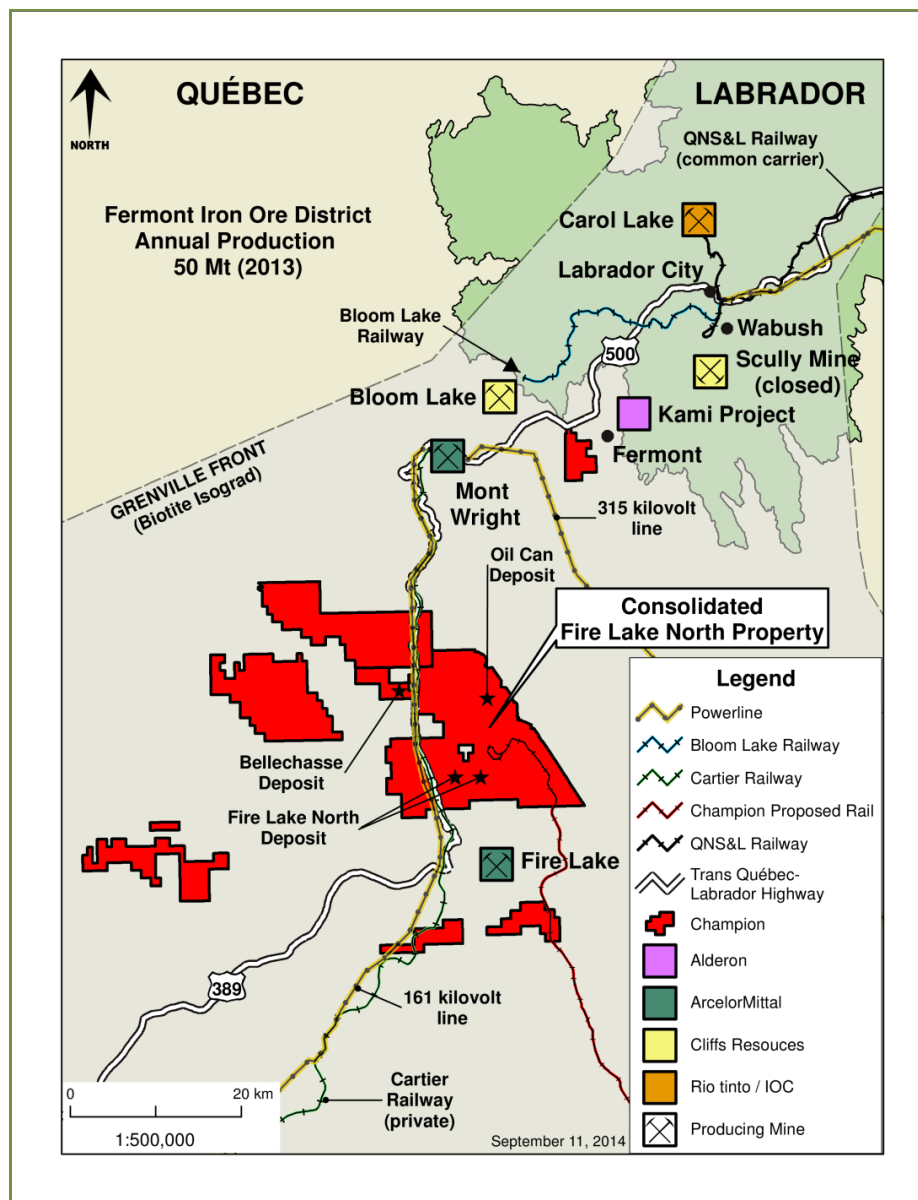 QUÉBEC
LABRADOR
NORTH
QNS&L Railway
(common carrier)
Fermont Iron Ore District
Annual Production
50 Mt (2013)
Carol Lake
Labrador City
Bloom Lake
Railway
Wabush
500
Scully Mine
(closed)
Bloom Lake
Kami Project
Fermont
GRENVILLE FRONT
(Biotite Isograd)
Mont
Wright
315 kilovolt
line
Oil Can
Deposit
Consolidated
Fire Lake North Property
Bellechasse
Deposit
Fire Lake North
Deposit
Fire Lake
389
161 kilovolt
line
Cartier
Railway
(private)
Legend
Powerline
Bloom Lake Railway
Cartier Railway
Champion Proposed Rail
QNS&L Railway
Trans Québec-
Labrador Highway
Champion
Alderon
ArcelorMittal
Cliffs Resouces
Rio tinto / IOC
Producing Mine
0 20 km
1:500,000
September 11, 2014